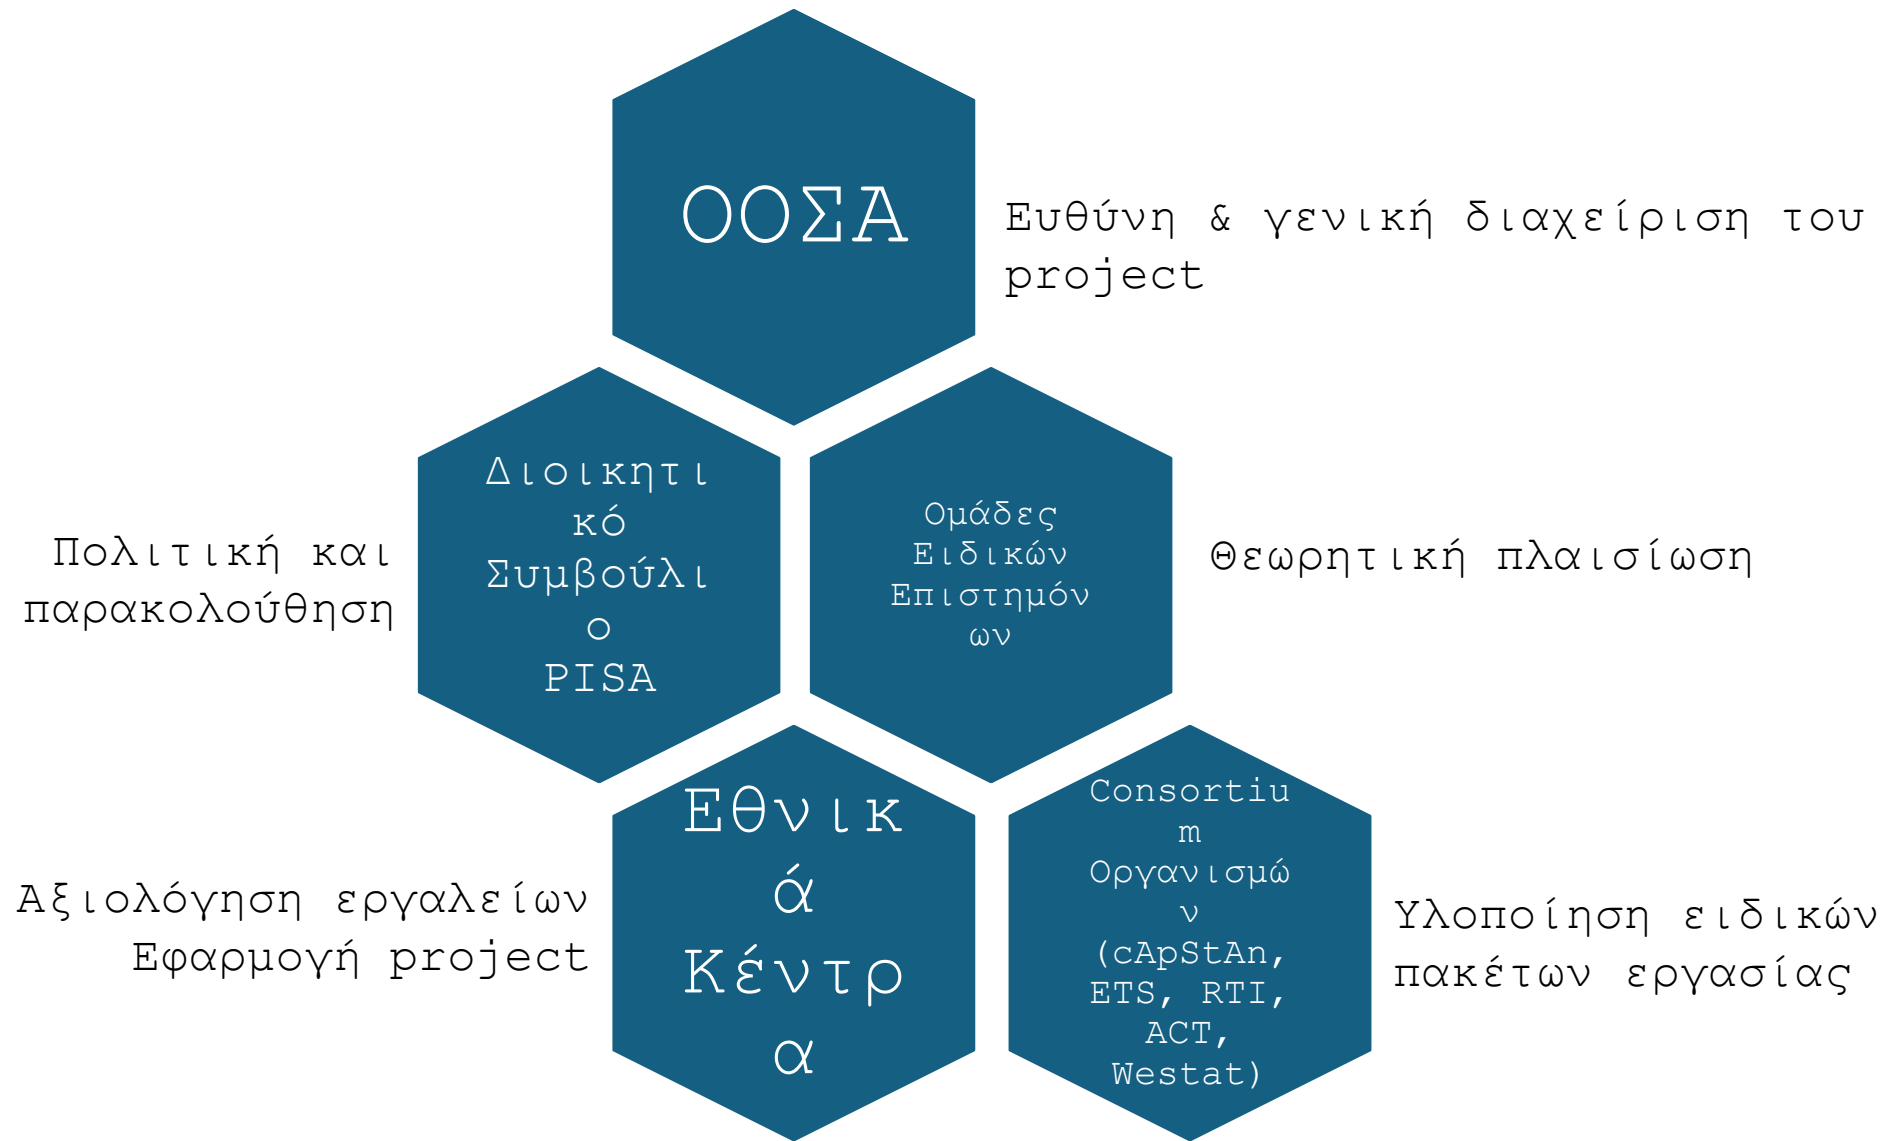 ΟΟΣΑ
Ευθύνη & γενική διαχείριση του
project
Πολιτική και
παρακολούθηση
Διοικητι
κό
Συμβούλι
ο
PISA
Ομάδες
Ειδικών
Επιστημόν
ων
Θεωρητική πλαισίωση
Αξιολόγηση εργαλείων
Εφαρμογή project
Εθνικ
ά
Κέντρ
α
Consortiu
m
Οργανισμώ
ν
(cApStAn,
ETS, RTI,
ACT,
Westat)
Υλοποίηση ειδικών
πακέτων εργασίας